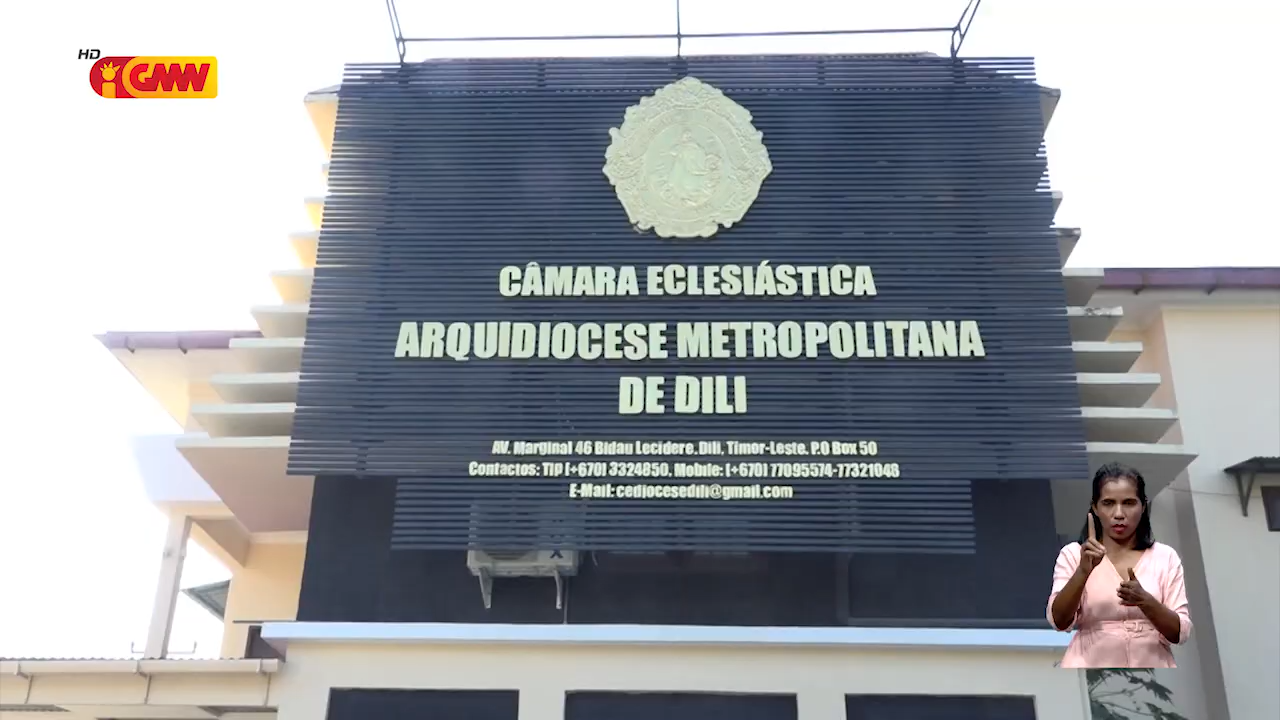 HD
GMN
CÂMARA ECLESIÁSTICA
ARQUIDIOCESE METROPOLITANA
DE DILI
AV. Marginal 46 Bidau Lecidere, Dili, Timor-Leste, P.O Box 50
Contactos: Tlp (+670) 3324850, Mobile: (+670) 77095574-77321048
E-Mail: cediocesedili@gmail.com